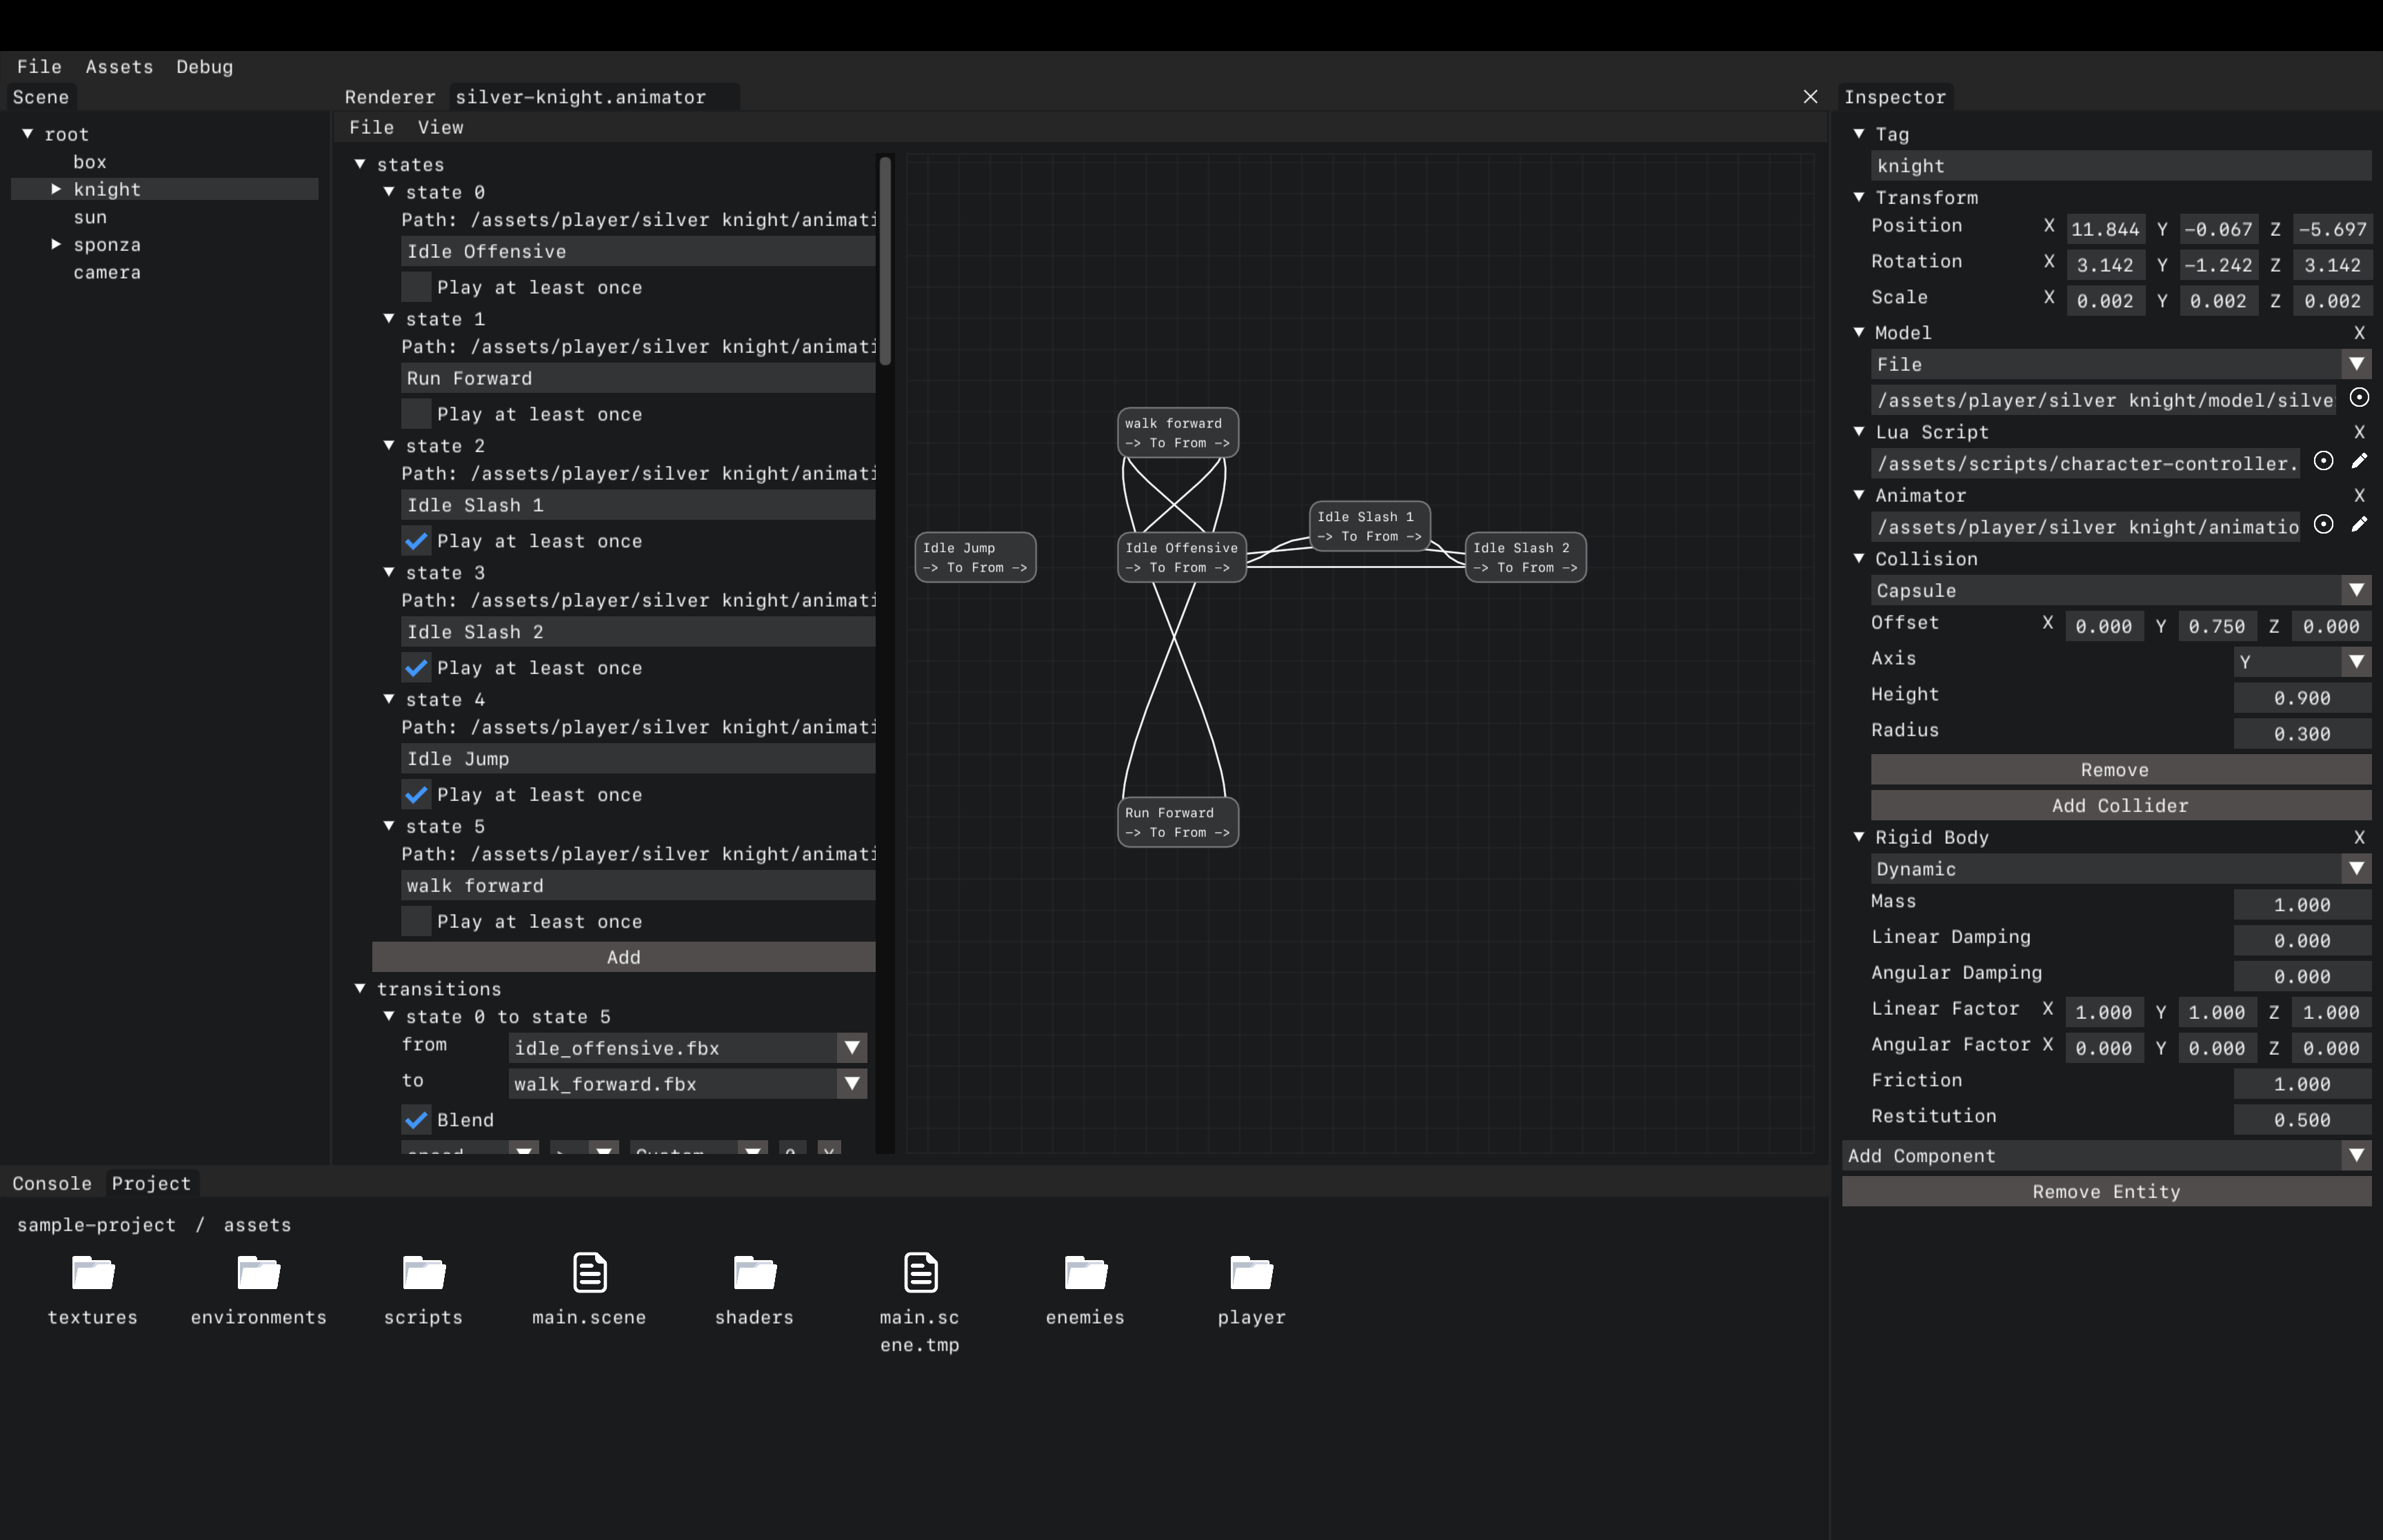 File Assets Debug
Scene
root
box
knight
sun
sponza
camera
Renderer silver-knight.animator
File View
states
state 0
Path: /assets/player/silver knight/animati
Idle Offensive
Play at least once
state 1
Path: /assets/player/silver knight/animati
Run Forward
Play at least once
state 2
Path: /assets/player/silver knight/animati
Idle Slash 1
Play at least once
state 3
Path: /assets/player/silver knight/animati
Idle Slash 2
Play at least once
state 4
Path: /assets/player/silver knight/animati
Idle Jump
Play at least once
state 5
Path: /assets/player/silver knight/animati
walk forward
Play at least once
Add
transitions
state 0 to state 5
from idle_offensive.fbx
to walk_forward.fbx
Blend
walk forward
-> To From ->
Idle Slash 1
-> To From ->
Idle Jump
-> To From ->
Idle Offensive
-> To From ->
Idle Slash 2
-> To From ->
Run Forward
-> To From ->
Inspector
Tag
knight
Transform
Position X 11.844 Y -0.067 Z -5.697
Rotation X 3.142 Y -1.242 Z 3.142
Scale X 0.002 Y 0.002 Z 0.002
Model X
File
/assets/player/silver knight/model/silve
Lua Script X
/assets/scripts/character-controller.
Animator X
/assets/player/silver knight/animatio
Collision
Capsule
Offset X 0.000 Y 0.750 Z 0.000
Axis Y
Height 0.900
Radius 0.300
Remove
Add Collider
Rigid Body X
Dynamic
Mass 1.000
Linear Damping 0.000
Angular Damping 0.000
Linear Factor X 1.000 Y 1.000 Z 1.000
Angular Factor X 0.000 Y 0.000 Z 0.000
Friction 1.000
Restitution 0.500
Add Component
Remove Entity
Console Project
sample-project / assets
textures
environments
scripts
main.scene
shaders
main.sc
ene.tmp
enemies
player